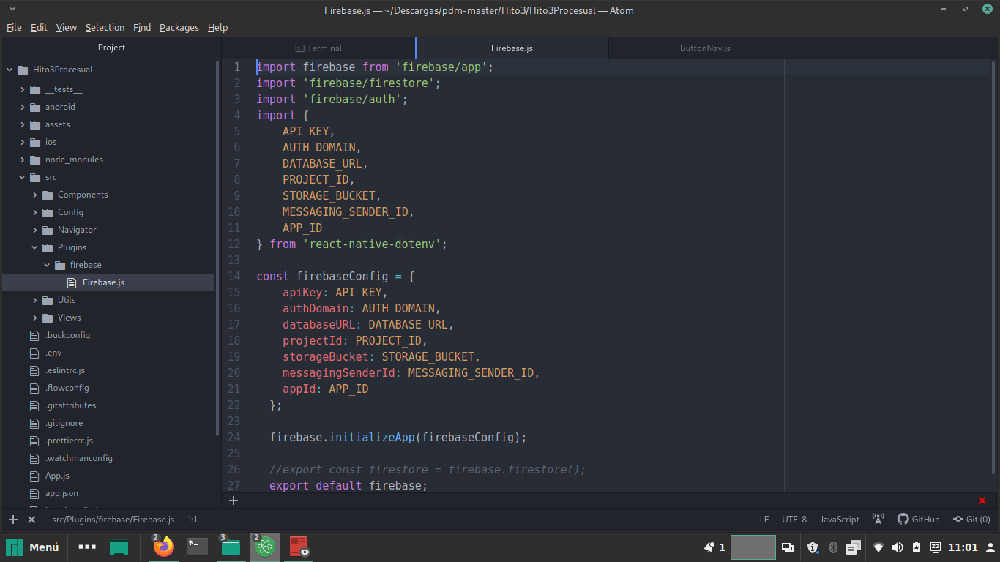 Firebase.js — ~/Descargas/pdm-master/Hito3/Hito3Procesual — Atom
File Edit View Selection Find Packages Help
Project
Hito3Procesual
__tests__
android
assets
ios
node_modules
src
Components
Config
Navigator
Plugins
firebase
Firebase.js
Utils
Views
.buckconfig
.env
.eslintrc.js
.flowconfig
.gitattributes
.gitignore
.prettierrc.js
.watchmanconfig
App.js
app.json
Terminal Firebase.js ButtonNav.js
1 import firebase from 'firebase/app';
2 import 'firebase/firestore';
3 import 'firebase/auth';
4 import {
5 API_KEY,
6 AUTH_DOMAIN,
7 DATABASE_URL,
8 PROJECT_ID,
9 STORAGE_BUCKET,
10 MESSAGING_SENDER_ID,
11 APP_ID
12 } from 'react-native-dotenv';
13
14 const firebaseConfig = {
15 apiKey: API_KEY,
16 authDomain: AUTH_DOMAIN,
17 databaseURL: DATABASE_URL,
18 projectId: PROJECT_ID,
19 storageBucket: STORAGE_BUCKET,
20 messagingSenderId: MESSAGING_SENDER_ID,
21 appId: APP_ID
22 };
23
24 firebase.initializeApp(firebaseConfig);
25
26 //export const firestore = firebase.firestore();
27 export default firebase;
src/Plugins/firebase/Firebase.js 1:1 LF UTF-8 JavaScript GitHub Git (0)
Menú 2 3 2 1 11:01